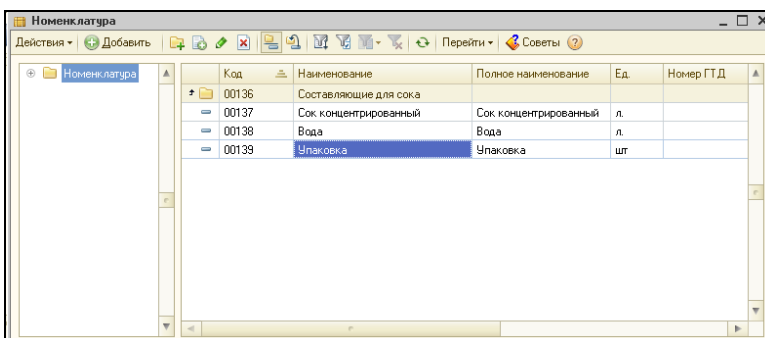 Номенклатура
Действия Добавить Перейти Советы
Номенклатура
Код Наименование Полное наименование Ед. Номер ГТД
00136 Составляющие для сока
00137 Сок концентрированный Сок концентрированный л.
00138 Вода Вода л.
00139 Упаковка Упаковка шт